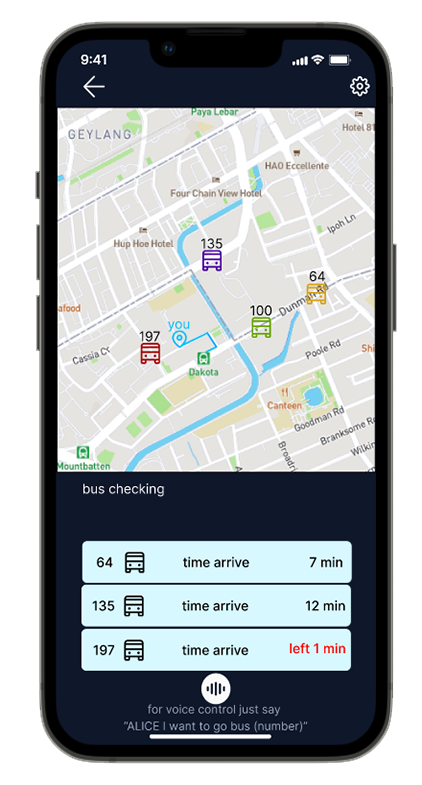 9:41
Paya Lebar
GEYLANG
Hotel 81
HAO Eccellente
Four Chain View Hotel
Ipoh Ln
Hup Hoe Hotel
135
64
afood
100
Dunman Rd
you
197
Cassia Cr
Poole Rd
Shi
Dakota
Canteen
Goodman Rd
Branksome Rd
Broadri
Wilkin
Mountbatten
bus checking
64 time arrive 7 min
135 time arrive 12 min
197 time arrive left 1 min
for voice control just say
“ALICE I want to go bus (number)”